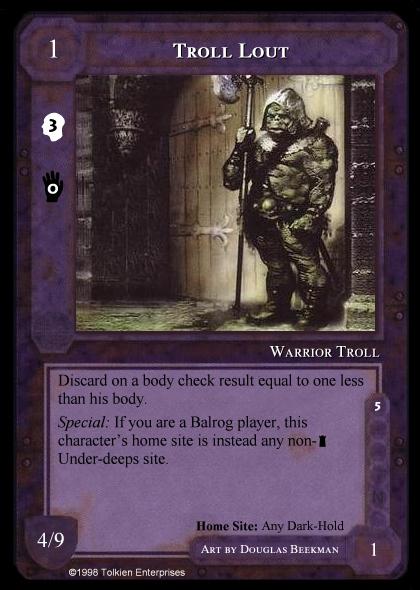 1
TROLL LOUT
3
0
WARRIOR TROLL
Discard on a body check result equal to one less
than his body.
Special: If you are a Balrog player, this
character's home site is instead any non-
Under-deeps site.
5
Home Site: Any Dark-Hold
4/9
ART BY DOUGLAS BEEKMAN
1
©1998 Tolkien Enterprises